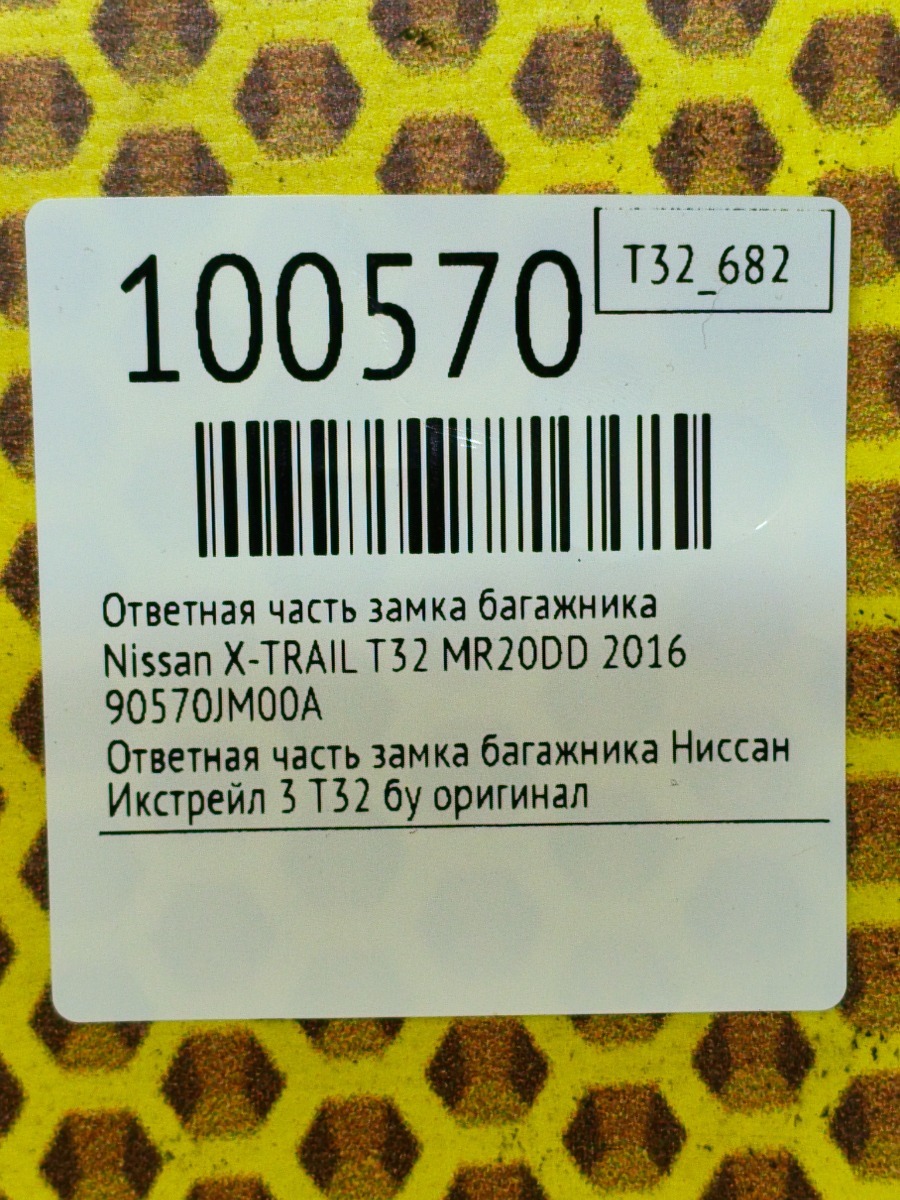 100570
T32_682
Ответная часть замка багажника
Nissan X-TRAIL T32 MR20DD 2016
90570JM00A
Ответная часть замка багажника Ниссан
Икстрейл 3 Т32 бу оригинал